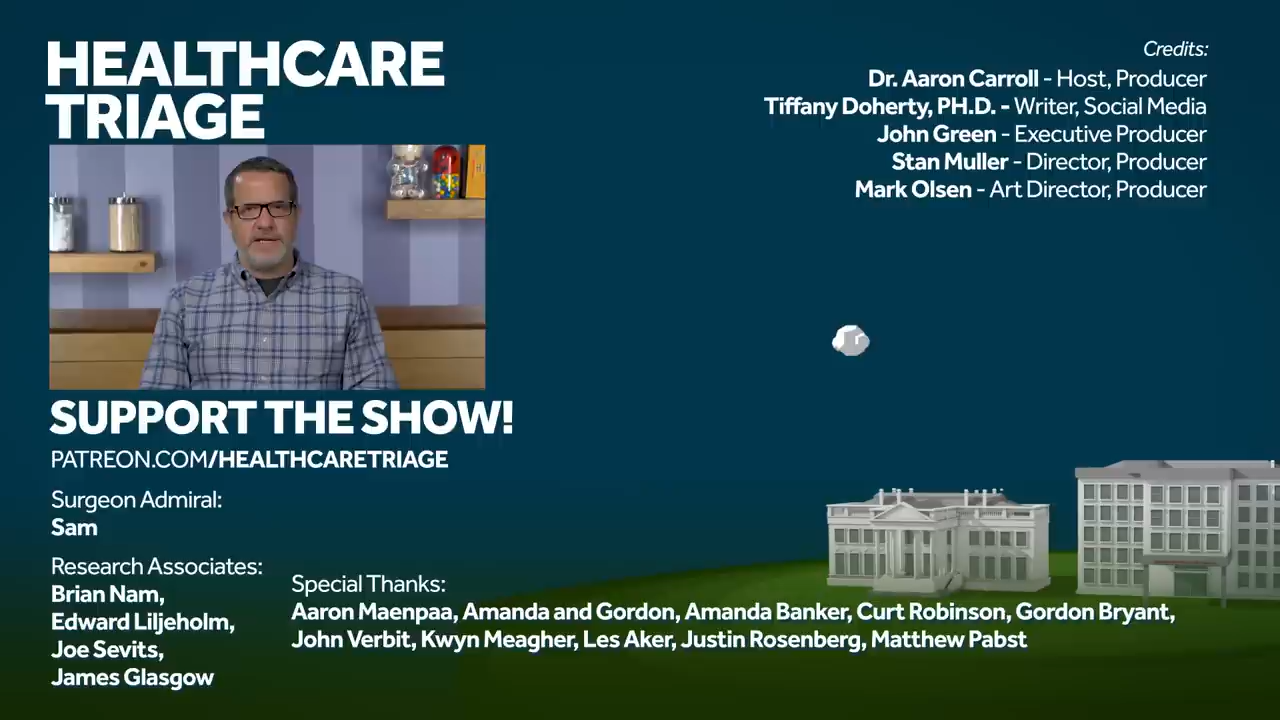 HEALTHCARE
TRIAGE
Credits:
Dr. Aaron Carroll - Host, Producer
Tiffany Doherty, PH.D. - Writer, Social Media
John Green - Executive Producer
Stan Muller - Director, Producer
Mark Olsen - Art Director, Producer
SUPPORT THE SHOW!
PATREON.COM/HEALTHCARETRIAGE
Surgeon Admiral:
Sam
Research Associates:
Brian Nam,
Edward Liljeholm,
Joe Sevits,
James Glasgow
Special Thanks:
Aaron Maenpaa, Amanda and Gordon, Amanda Banker, Curt Robinson, Gordon Bryant,
John Verbit, Kwyn Meagher, Les Aker, Justin Rosenberg, Matthew Pabst